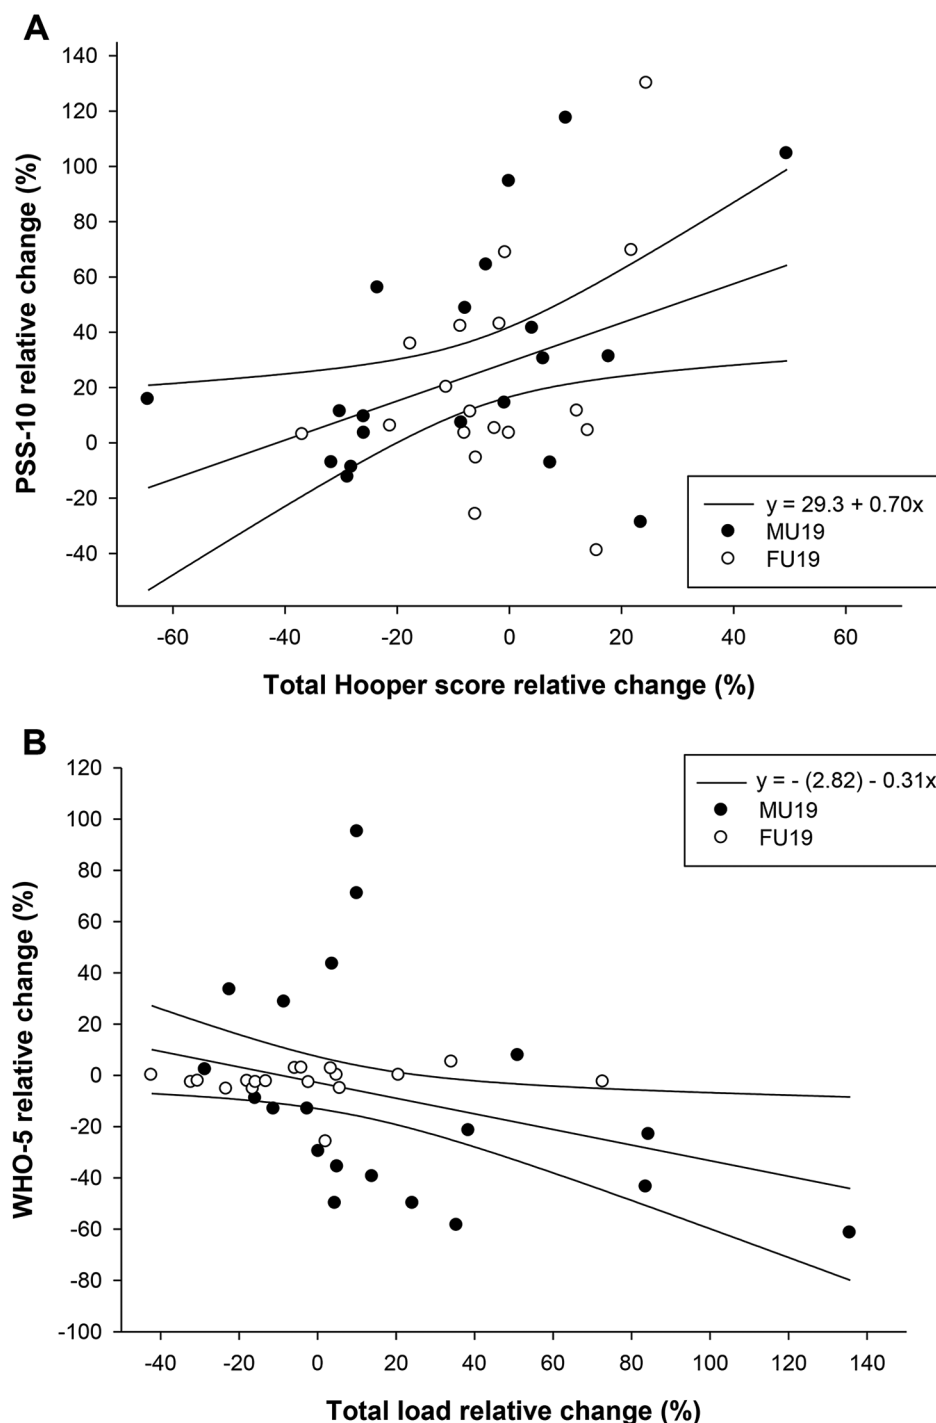 A
140
120
100
80
60
40
20
0
-20
-40
PSS-10 relative change (%)
y = 29.3 + 0.70x
MU19
FU19
-60 -40 -20 0 20 40 60
Total Hooper score relative change (%)
B
120
100
80
60
40
20
0
-20
-40
-60
-80
-100
WHO-5 relative change (%)
y = - (2.82) - 0.31x
MU19
FU19
-40 -20 0 20 40 60 80 100 120 140
Total load relative change (%)